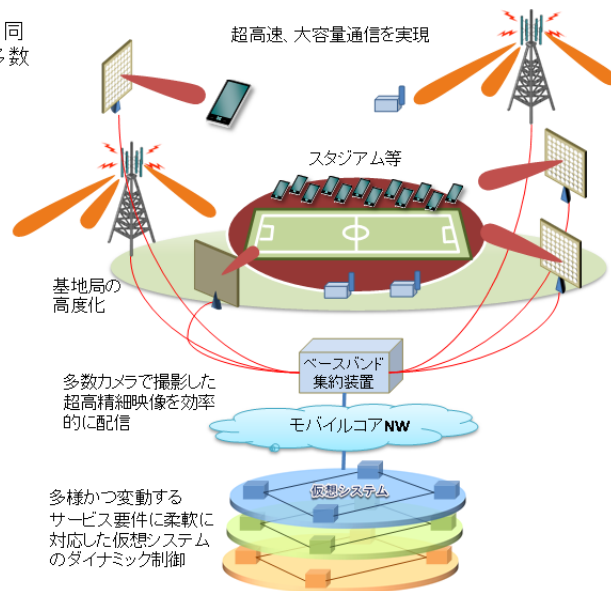 同
多数
超高速、大容量通信を実現
スタジアム等
基地局の
高度化
ベースバンド
集約装置
多数カメラで撮影した
超高精細映像を効率
的に配信
モバイルコアNW
仮想システム
多様かつ変動する
サービス要件に柔軟に
対応した仮想システム
のダイナミック制御